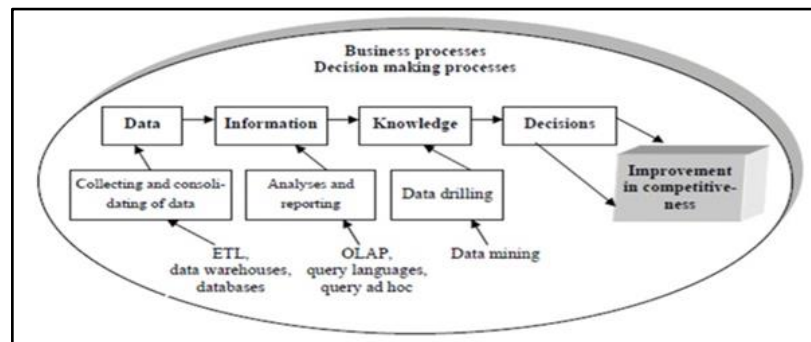 Business processes
Decision making processes
Data
Information
Knowledge
Decisions
Improvement
in competitive-
ness
Collecting and consoli-
dating of data
Analyses and
reporting
Data drilling
ETL,
data warehouses,
databases
OLAP,
query languages,
query ad hoc
Data mining